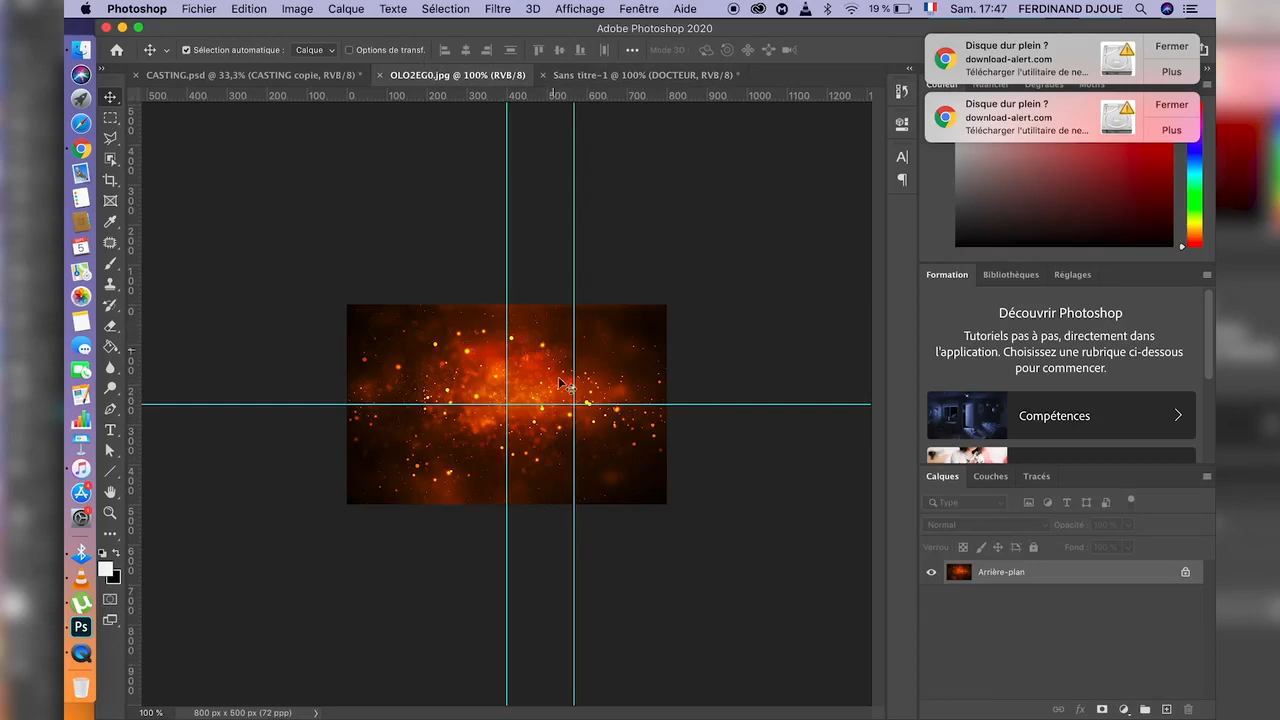 Photoshop Fichier Edition Image Calque Texte Sélection Filtre 3D Affichage Fenêtre Aide 19 % Sam. 17:47 FERDINAND DJOUE
Adobe Photoshop 2020
Sélection automatique : Calque Options de transf. Mode 3D :
Disque dur plein ?
download-alert.com
Télécharger l'utilitaire de ne...
Fermer
Plus
CASTING.psd @ 33,3% (CASTING copie, RVB/8) *
OLO2EG0.jpg @ 100% (RVB/8)
Sans titre-1 @ 100% (DOCTEUR, RVB/8) *
Couleur Nuancier Dégradés Motifs
Disque dur plein ?
download-alert.com
Télécharger l'utilitaire de ne...
Fermer
Plus
500 400 300 200 100 0 100 200 300 400 500 600 700 800 900 1000 1100 1200
Formation Bibliothèques Réglages
Découvrir Photoshop
Tutoriels pas à pas, directement dans
l'application. Choisissez une rubrique ci-dessous
pour commencer.
Compétences
Calques Couches Tracés
Type
Normal Opacité : 100 %
Verrou : Fond : 100 %
Arrière-plan
100 % 800 px x 500 px (72 ppp)